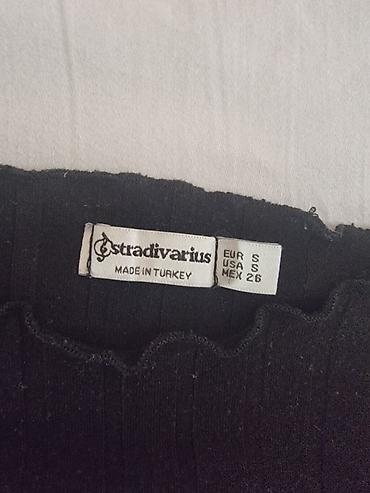 stradivarius
MADE IN TURKEY
EUR S
USA S
MEX 26